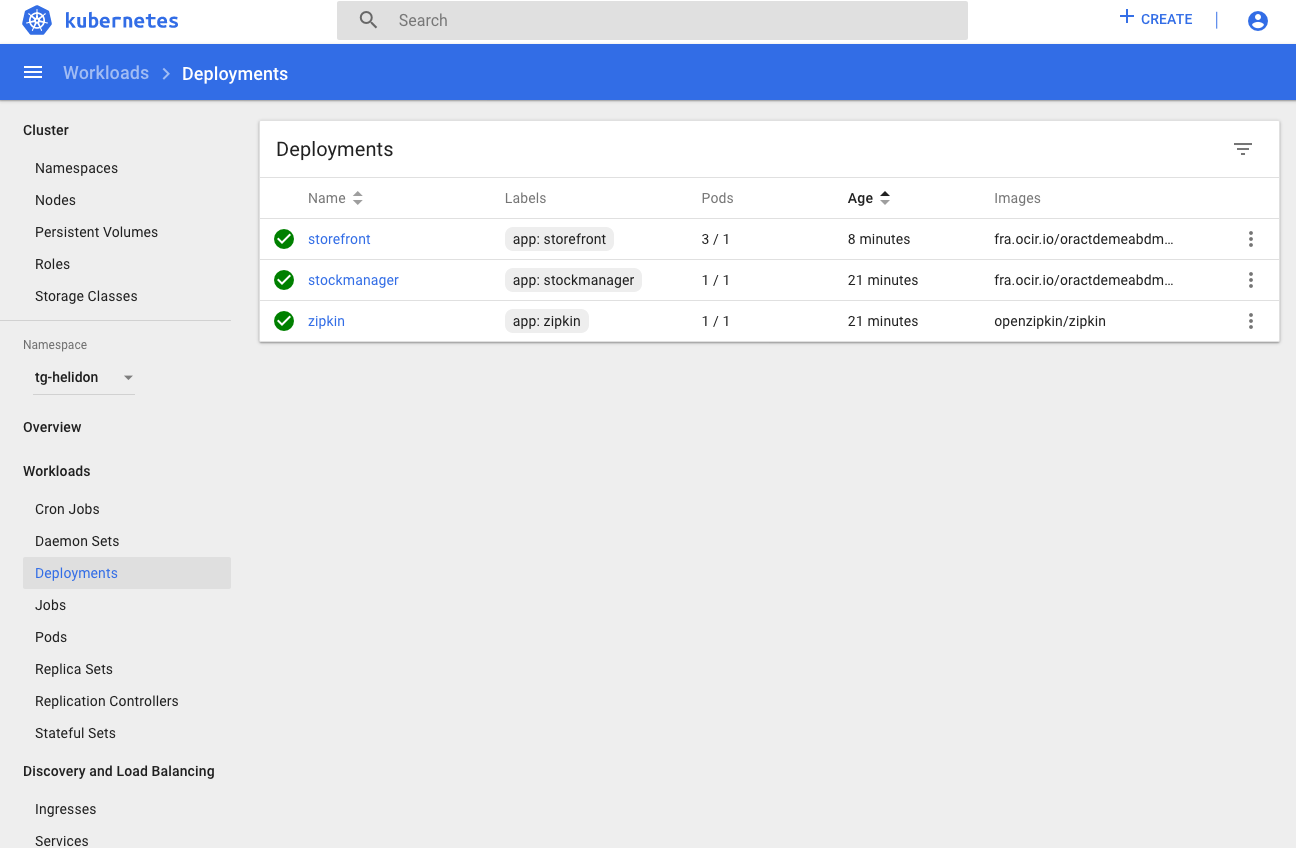 kubernetes
Search
CREATE
Workloads
Deployments
Cluster
Namespaces
Nodes
Persistent Volumes
Roles
Storage Classes
Namespace
tg-helidon
Overview
Workloads
Cron Jobs
Daemon Sets
Deployments
Jobs
Pods
Replica Sets
Replication Controllers
Stateful Sets
Discovery and Load Balancing
Ingresses
Services
Deployments
Name Labels Pods Age Images
storefront app: storefront 3 / 1 8 minutes fra.ocir.io/oractdemeabdm…
stockmanager app: stockmanager 1 / 1 21 minutes fra.ocir.io/oractdemeabdm…
zipkin app: zipkin 1 / 1 21 minutes openzipkin/zipkin